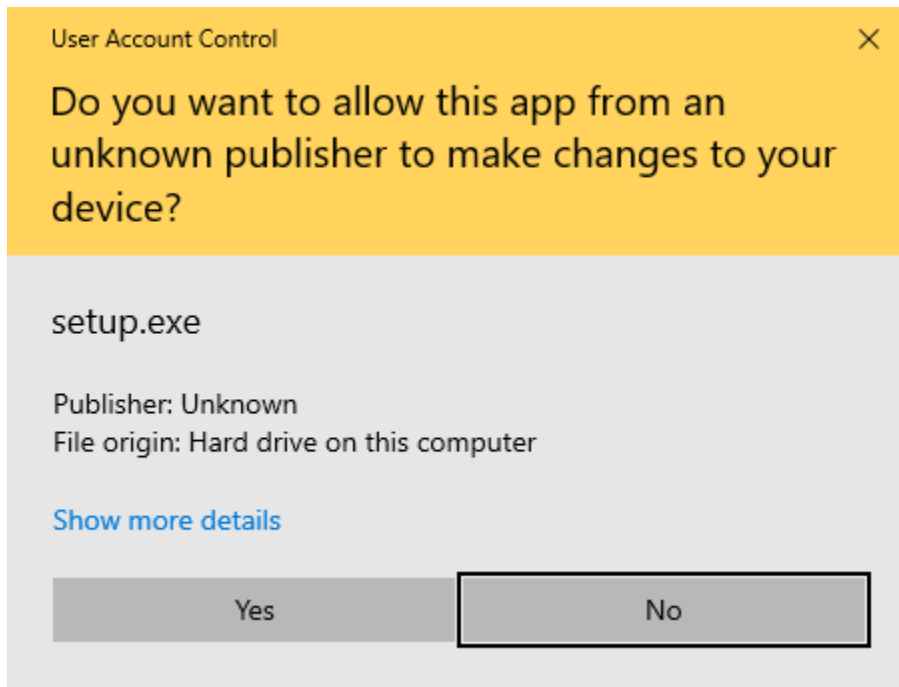 User Account Control
Do you want to allow this app from an
unknown publisher to make changes to your
device?
setup.exe
Publisher: Unknown
File origin: Hard drive on this computer
Show more details
Yes
No